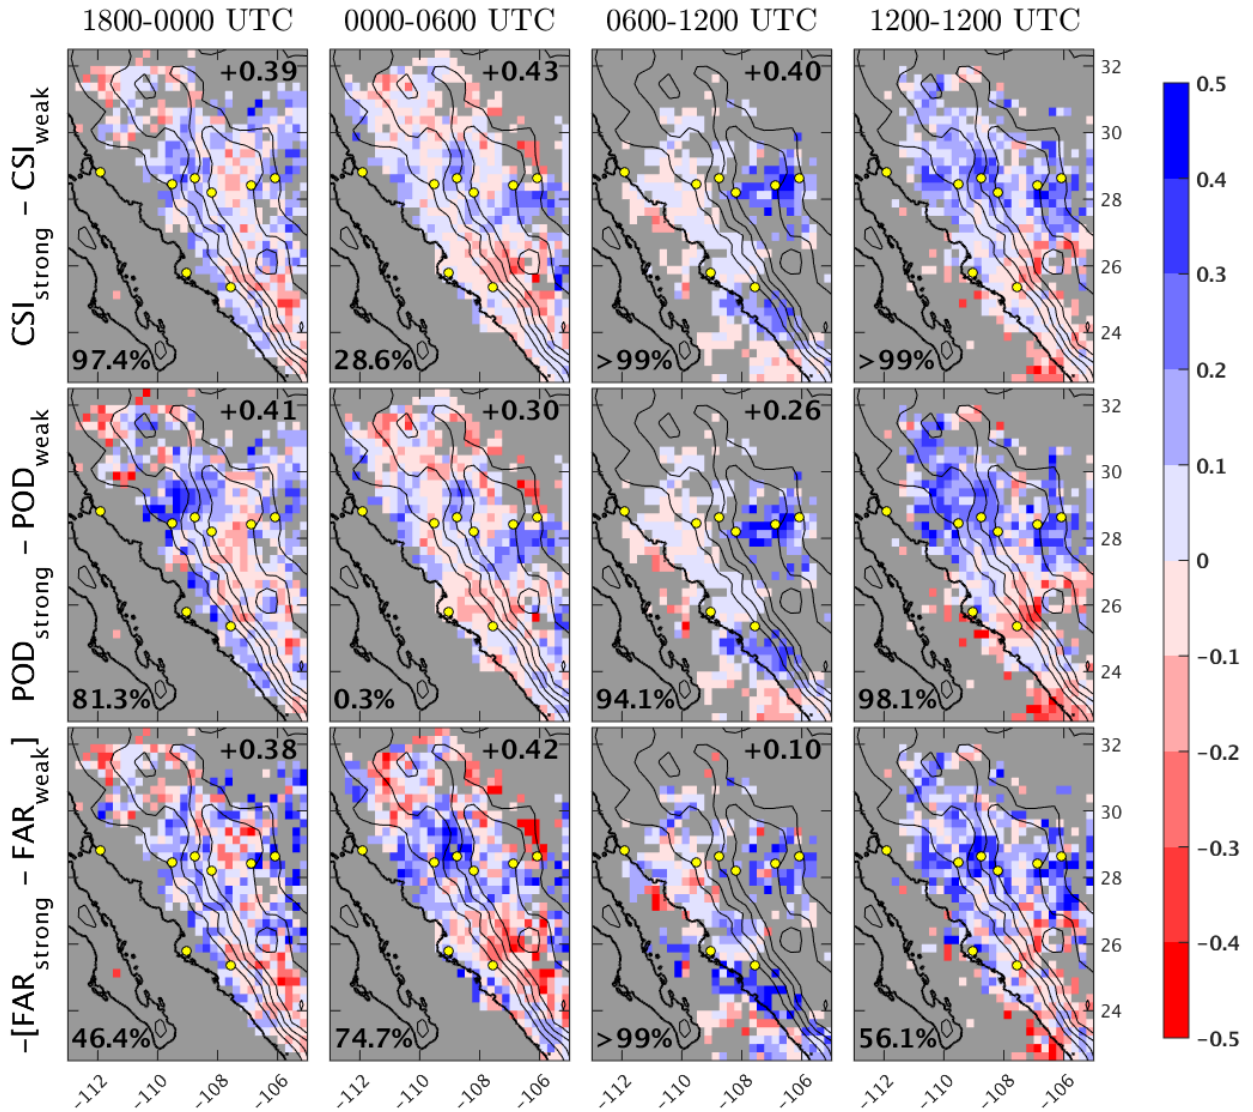 1800-0000 UTC 0000-0600 UTC 0600-1200 UTC 1200-1200 UTC
CSI_strong − CSI_weak
+0.39 +0.43 +0.40
97.4% 28.6% >99% >99%
32
30
28
26
24
POD_strong − POD_weak
+0.41 +0.30 +0.26
81.3% 0.3% 94.1% 98.1%
32
30
28
26
24
−[FAR_strong − FAR_weak]
+0.38 +0.42 +0.10
46.4% 74.7% >99% 56.1%
32
30
28
26
24
−112 −110 −108 −106 −112 −110 −108 −106 −112 −110 −108 −106 −112 −110 −108 −106
0.5
0.4
0.3
0.2
0.1
0
−0.1
−0.2
−0.3
−0.4
−0.5